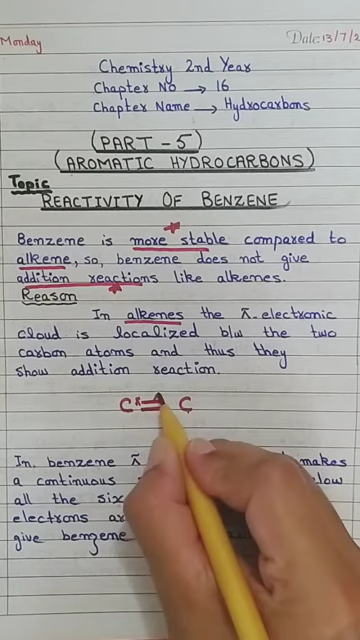 Monday
Date: 13/7/2
Chemistry 2nd Year
Chapter No → 16
Chapter Name → Hydrocarbons
(PART - 5)
(AROMATIC HYDROCARBONS)
Topic
REACTIVITY OF BENZENE
Benzene is more stable compared to
alkene, so, benzene does not give
addition reactions like alkenes.
Reason
In alkenes the π-electronic
cloud is localized b/w the two
carbon atoms and thus they
show addition reaction.
C = C
In benzene π makes
a continuous
all the six
electrons
give benzene